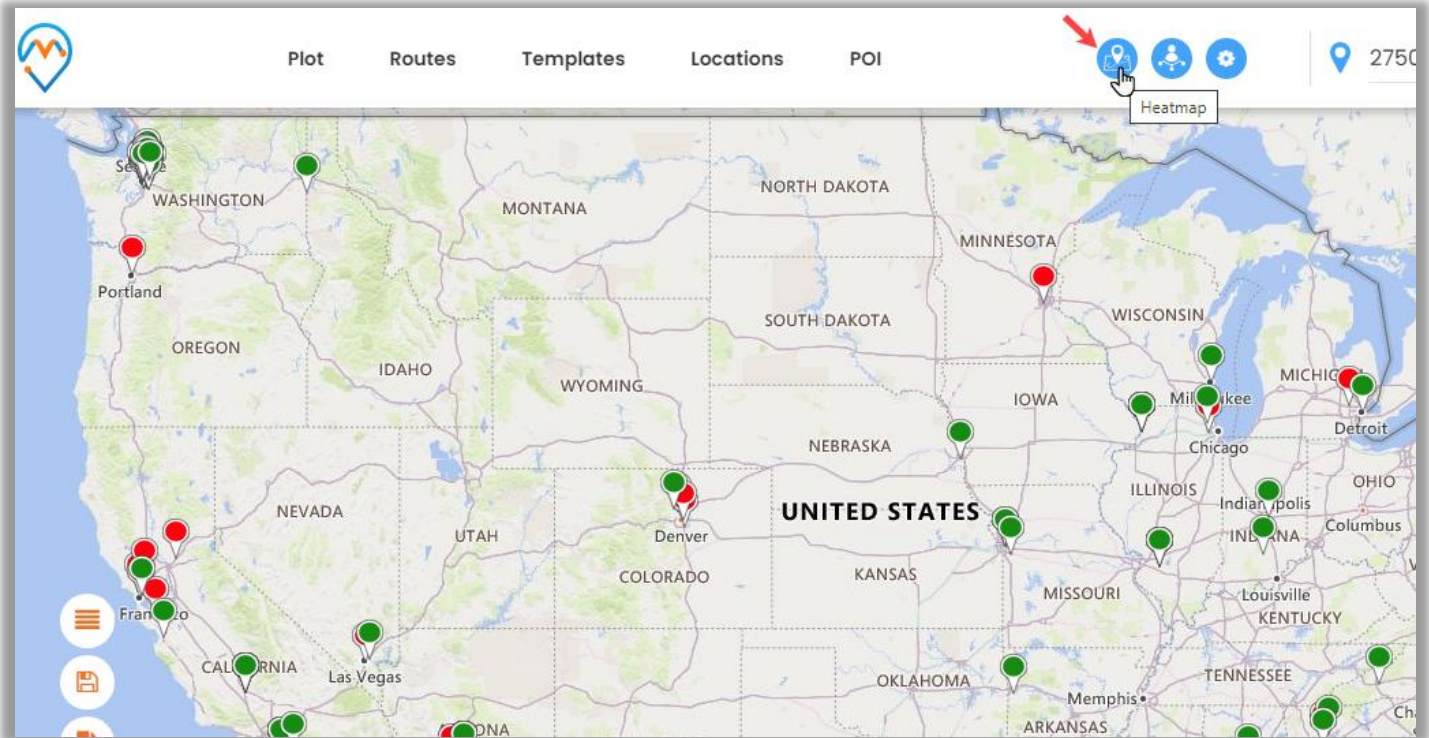 Plot Routes Templates Locations POI 2750
Heatmap
WASHINGTON
MONTANA
NORTH DAKOTA
MINNESOTA
Portland
SOUTH DAKOTA
WISCONSIN
OREGON
IDAHO
WYOMING
IOWA
Detroit
NEBRASKA
Chicago
ILLINOIS
OHIO
NEVADA
UNITED STATES
Columbus
UTAH
Denver
COLORADO
KANSAS
MISSOURI
Louisville
KENTUCKY
Las Vegas
OKLAHOMA
TENNESSEE
Memphis
ARKANSAS